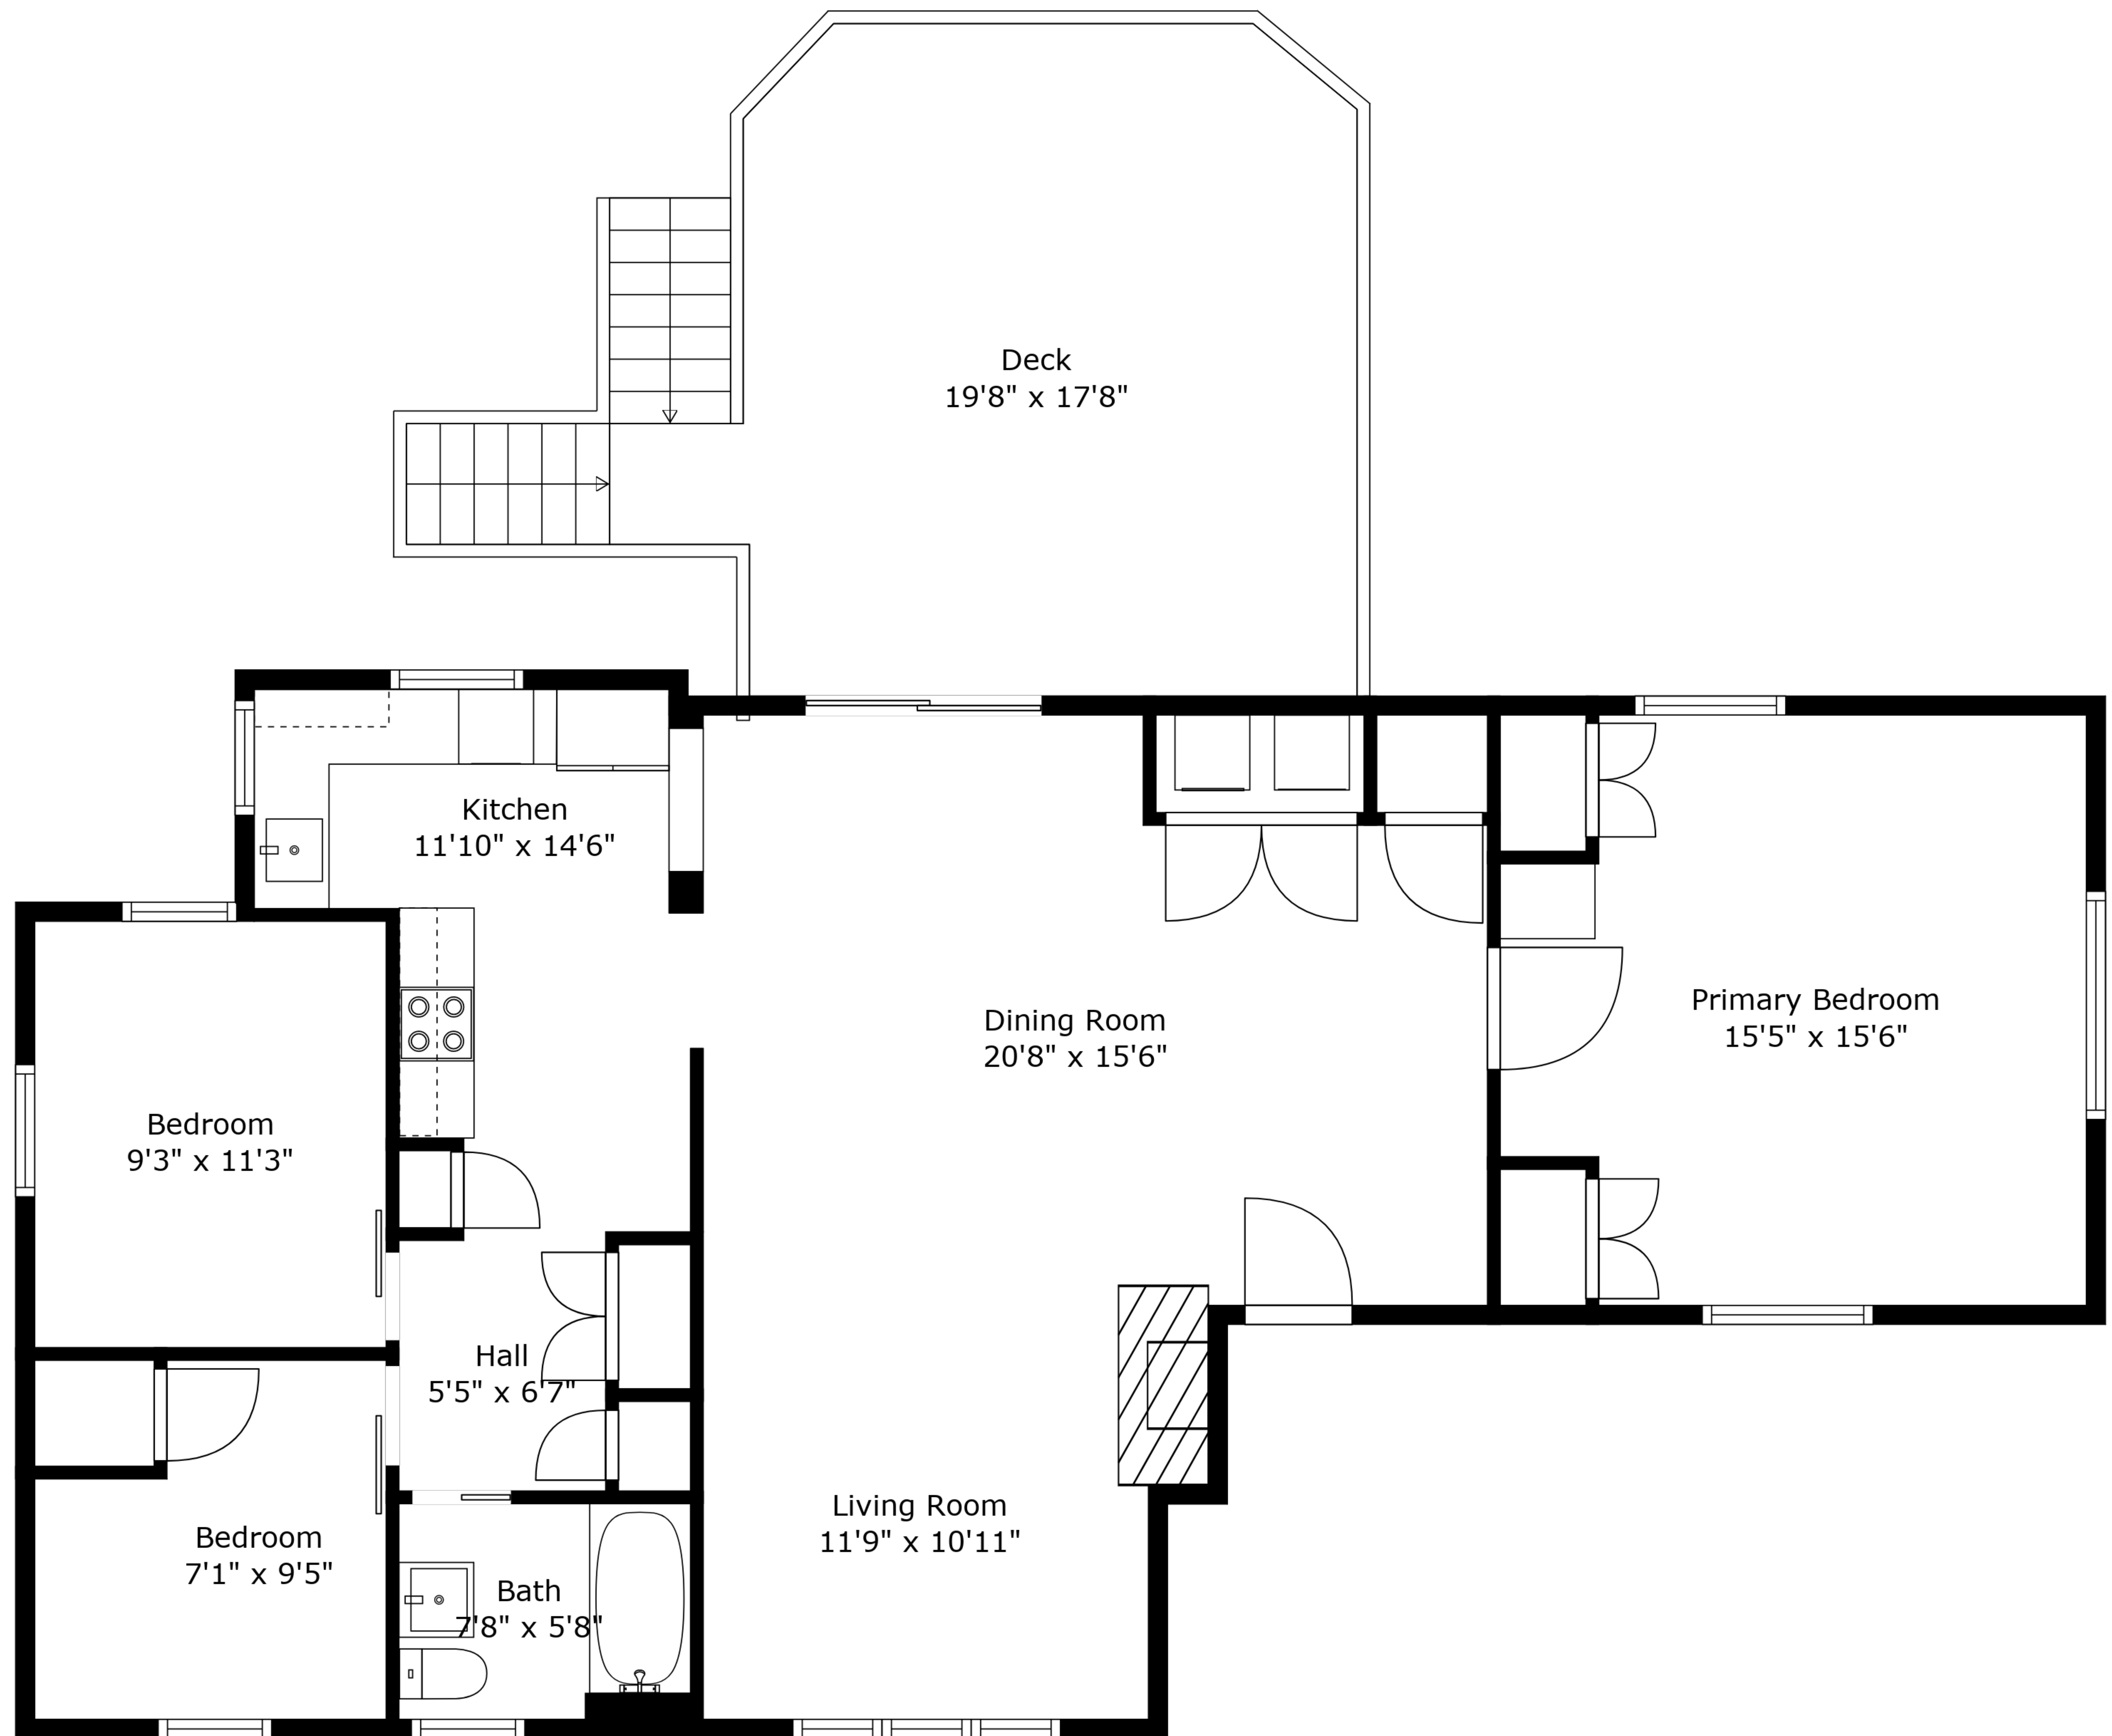 Deck
19'8" x 17'8"
Kitchen
11'10" x 14'6"
Dining Room
20'8" x 15'6"
Primary Bedroom
15'5" x 15'6"
Bedroom
9'3" x 11'3"
Hall
5'5" x 6'7"
Living Room
11'9" x 10'11"
Bedroom
7'1" x 9'5"
Bath
7'8" x 5'8"